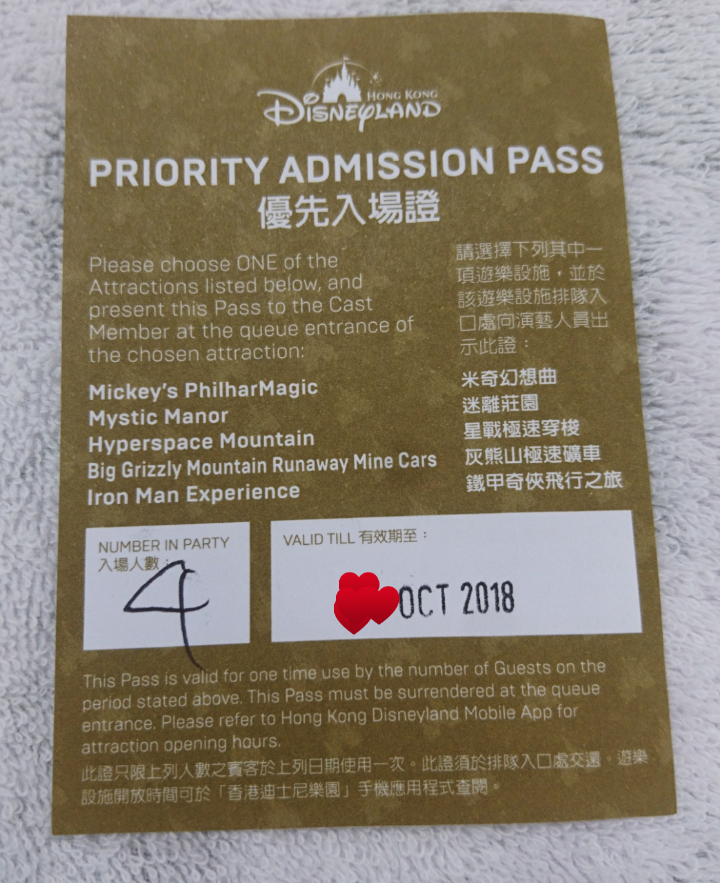 HONG KONG
DISNEYLAND
PRIORITY ADMISSION PASS
優先入場證
Please choose ONE of the
Attractions listed below, and
present this Pass to the Cast
Member at the queue entrance of
the chosen attraction:
請選擇下列其中一
項遊樂設施，並於
該遊樂設施排隊入
口處向演藝人員出
示此證：
Mickey's PhilharMagic
Mystic Manor
Hyperspace Mountain
Big Grizzly Mountain Runaway Mine Cars
Iron Man Experience
米奇幻想曲
迷離莊園
星戰極速穿梭
灰熊山極速礦車
鐵甲奇俠飛行之旅
NUMBER IN PARTY
入場人數：
4
VALID TILL 有效期至：
OCT 2018
This Pass is valid for one time use by the number of Guests on the
period stated above. This Pass must be surrendered at the queue
entrance. Please refer to Hong Kong Disneyland Mobile App for
attraction opening hours.
此證只限上列人數之賓客於上列日期使用一次。此證須於排隊入口處交還。遊樂
設施開放時間可於「香港迪士尼樂園」手機應用程式查閱。